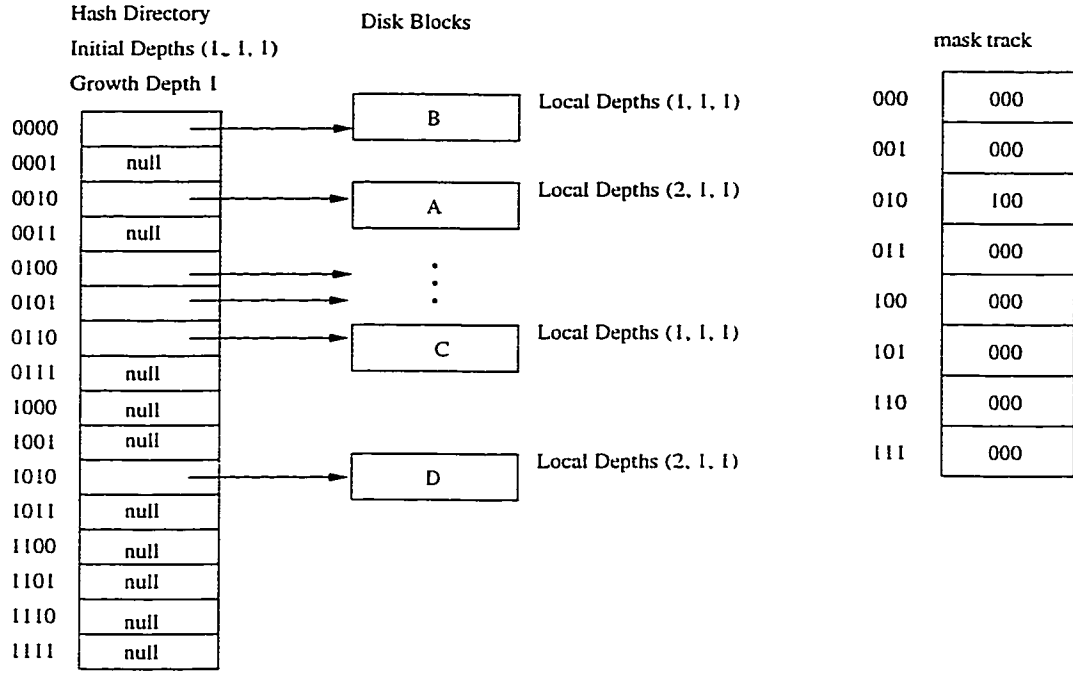 Hash Directory
Initial Depths (1, 1, 1)
Growth Depth 1
Disk Blocks
mask track
0000
0001 null
0010
0011 null
0100
0101
0110
0111 null
1000 null
1001 null
1010
1011 null
1100 null
1101 null
1110 null
1111 null
B Local Depths (1, 1, 1)
A Local Depths (2, 1, 1)
C Local Depths (1, 1, 1)
D Local Depths (2, 1, 1)
000 000
001 000
010 100
011 000
100 000
101 000
110 000
111 000